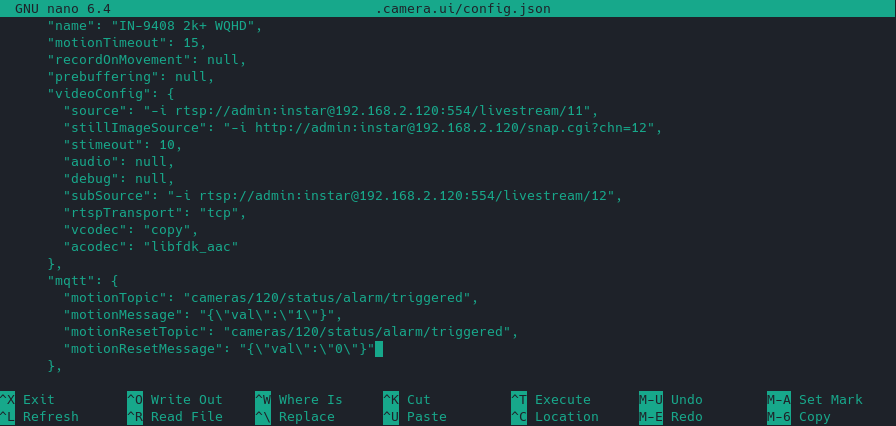 GNU nano 6.4 .camera.ui/config.json
"name": "IN-9408 2k+ WQHD",
"motionTimeout": 15,
"recordOnMovement": null,
"prebuffering": null,
"videoConfig": {
"source": "-i rtsp://admin:instar@192.168.2.120:554/livestream/11",
"stillImageSource": "-i http://admin:instar@192.168.2.120/snap.cgi?chn=12",
"stimeout": 10,
"audio": null,
"debug": null,
"subSource": "-i rtsp://admin:instar@192.168.2.120:554/livestream/12",
"rtspTransport": "tcp",
"vcodec": "copy",
"acodec": "libfdk_aac"
},
"mqtt": {
"motionTopic": "cameras/120/status/alarm/triggered",
"motionMessage": "{\"val\":\"1\"}",
"motionResetTopic": "cameras/120/status/alarm/triggered",
"motionResetMessage": "{\"val\":\"0\"}"
},
^X Exit ^O Write Out ^W Where Is ^K Cut ^T Execute M-U Undo M-A Set Mark
^L Refresh ^R Read File ^\ Replace ^U Paste ^C Location M-E Redo M-6 Copy